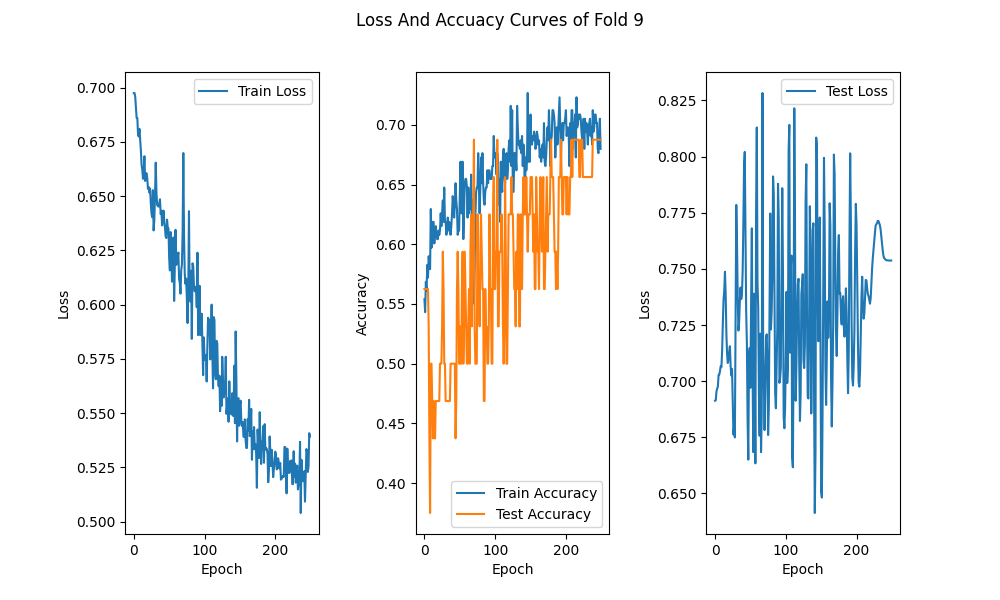 Loss And Accuacy Curves of Fold 9
Train Loss
0.700
0.675
0.650
0.625
0.600
0.575
0.550
0.525
0.500
Loss
0 100 200
Epoch
0.70
0.65
0.60
0.55
0.50
0.45
0.40
Accuracy
Train Accuracy
Test Accuracy
0 100 200
Epoch
Test Loss
0.825
0.800
0.775
0.750
0.725
0.700
0.675
0.650
Loss
0 100 200
Epoch